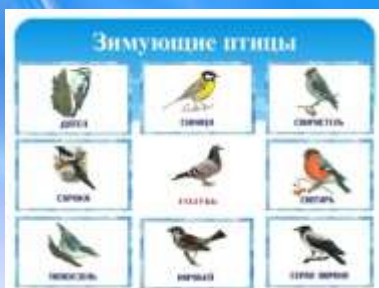 Зимующие птицы
ДЯТЕЛ
СИНИЦА
СВИРИСТЕЛЬ
СОРОКА
ГОЛУБЬ
СНЕГИРЬ
ПОПОЛЗЕНЬ
ВОРОБЕЙ
СЕРАЯ ВОРОНА